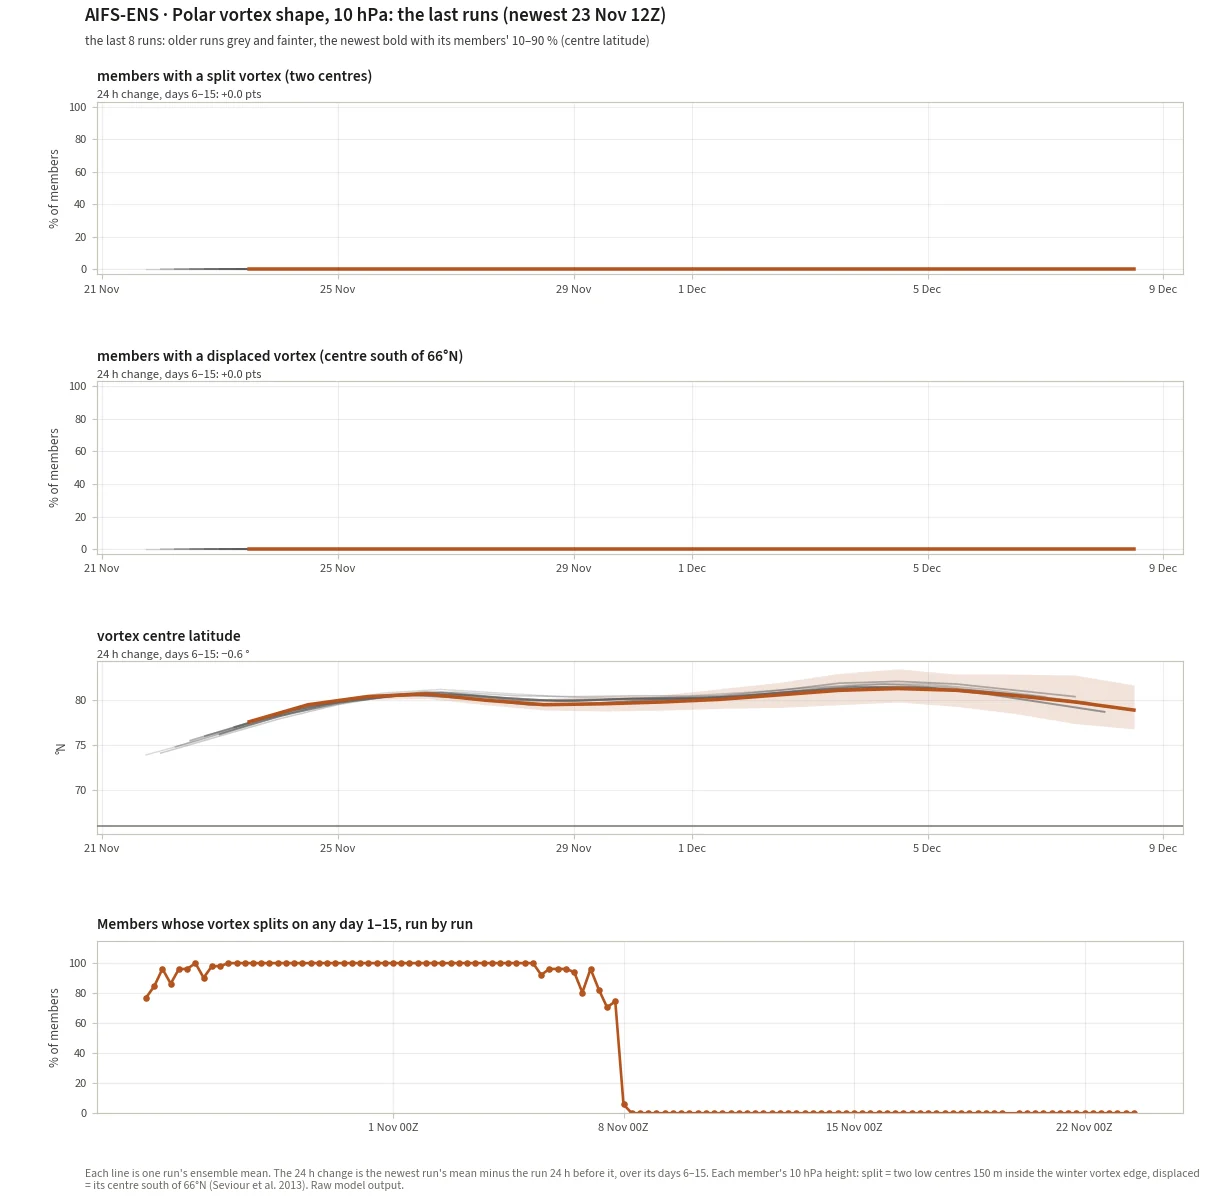 AIFS-ENS · Polar vortex shape, 10 hPa: the last runs (newest 23 Nov 12Z)
the last 8 runs: older runs grey and fainter, the newest bold with its members' 10–90 % (centre latitude)
members with a split vortex (two centres)
24 h change, days 6–15: +0.0 pts
100
80
60
40
20
0
% of members
21 Nov 25 Nov 29 Nov 1 Dec 5 Dec 9 Dec
members with a displaced vortex (centre south of 66°N)
24 h change, days 6–15: +0.0 pts
100
80
60
40
20
0
% of members
21 Nov 25 Nov 29 Nov 1 Dec 5 Dec 9 Dec
vortex centre latitude
24 h change, days 6–15: −0.6 °
80
75
70
°N
21 Nov 25 Nov 29 Nov 1 Dec 5 Dec 9 Dec
Members whose vortex splits on any day 1–15, run by run
100
80
60
40
20
0
% of members
1 Nov 00Z 8 Nov 00Z 15 Nov 00Z 22 Nov 00Z
Each line is one run's ensemble mean. The 24 h change is the newest run's mean minus the run 24 h before it, over its days 6–15. Each member's 10 hPa height: split = two low centres 150 m inside the winter vortex edge, displaced
= its centre south of 66°N (Seviour et al. 2013). Raw model output.